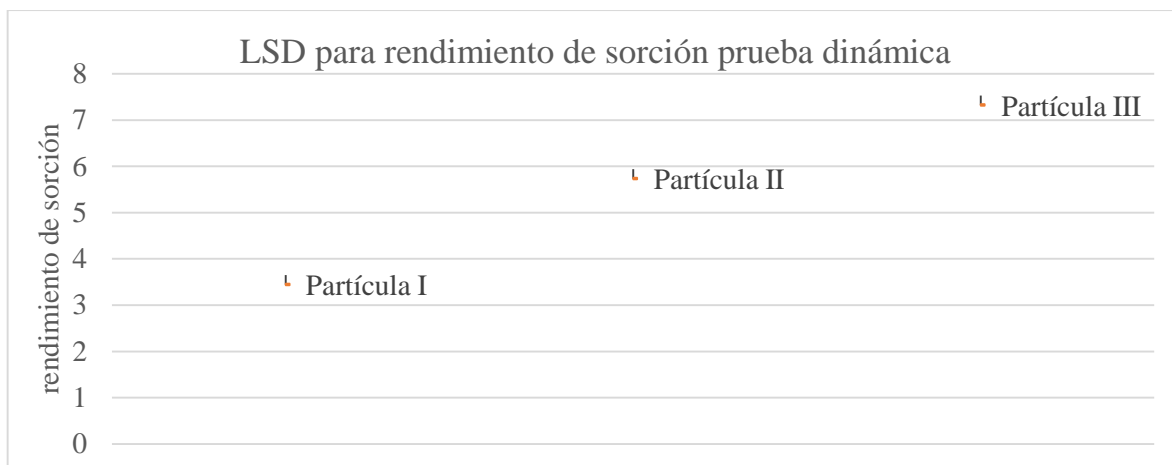 LSD para rendimiento de sorción prueba dinámica
rendimiento de sorción
8
7
6
5
4
3
2
1
0
Partícula III
Partícula II
Partícula I